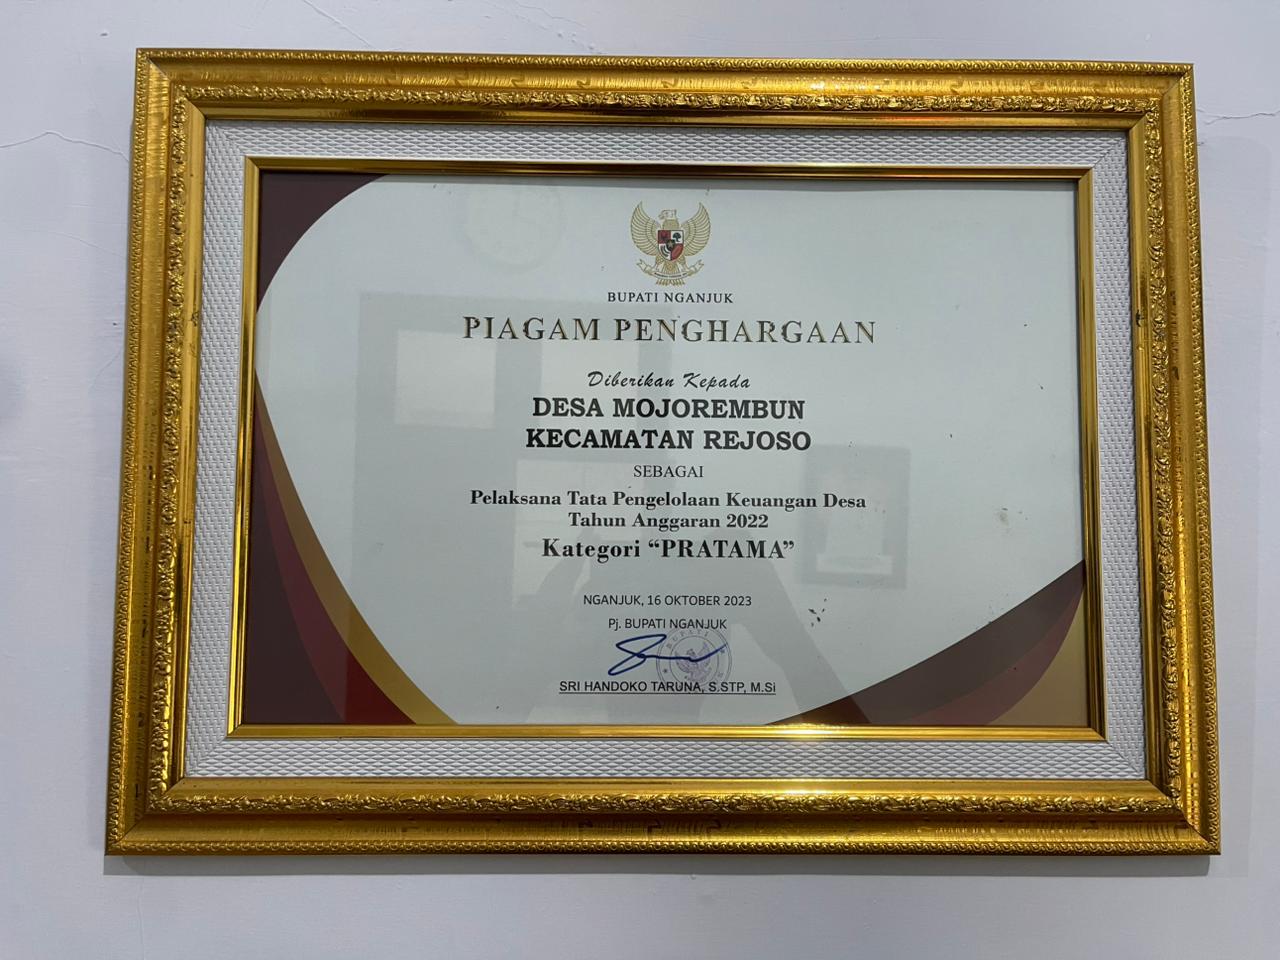 BUPATI NGANJUK
PIAGAM PENGHARGAAN
Diberikan Kepada
DESA MOJOREMBUN
KECAMATAN REJOSO
SEBAGAI
Pelaksana Tata Pengelolaan Keuangan Desa
Tahun Anggaran 2022
Kategori “PRATAMA”
NGANJUK, 16 OKTOBER 2023
Pj. BUPATI NGANJUK
BUPATI
SRI HANDOKO TARUNA, S.STP, M.Si